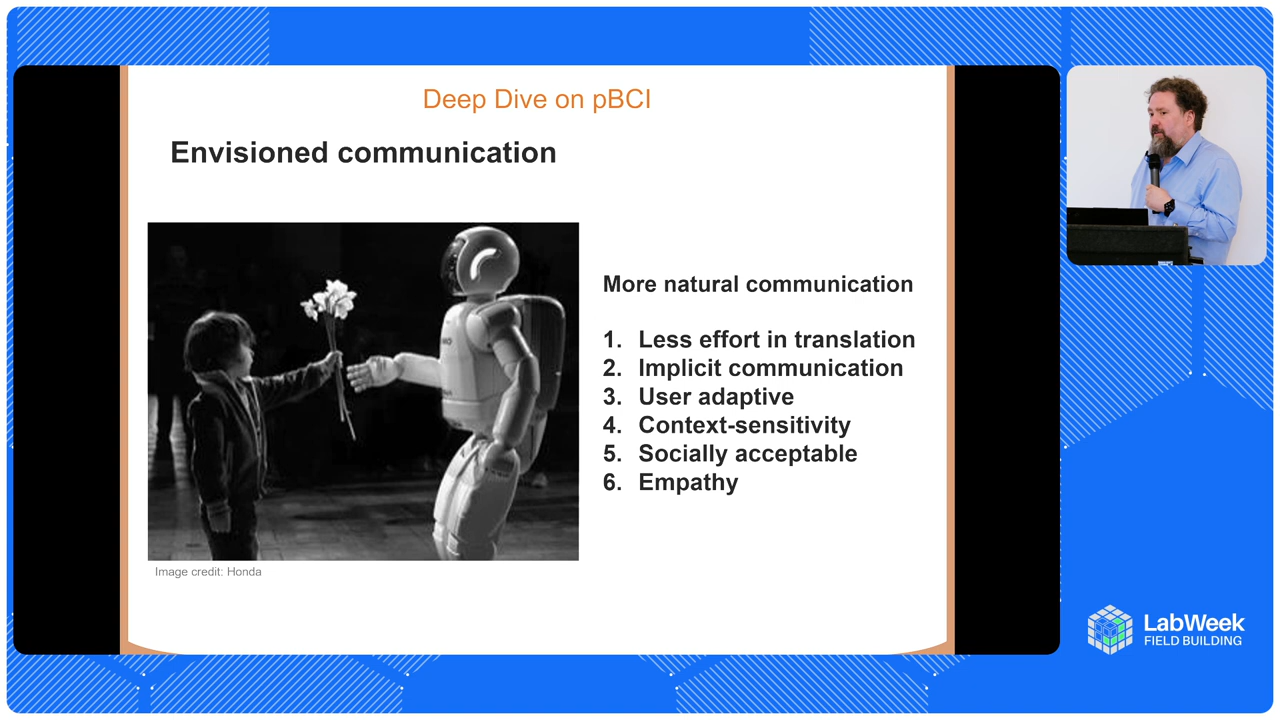 Deep Dive on pBCI
Envisioned communication
More natural communication
1. Less effort in translation
2. Implicit communication
3. User adaptive
4. Context-sensitivity
5. Socially acceptable
6. Empathy
Image credit: Honda
LabWeek
FIELD BUILDING